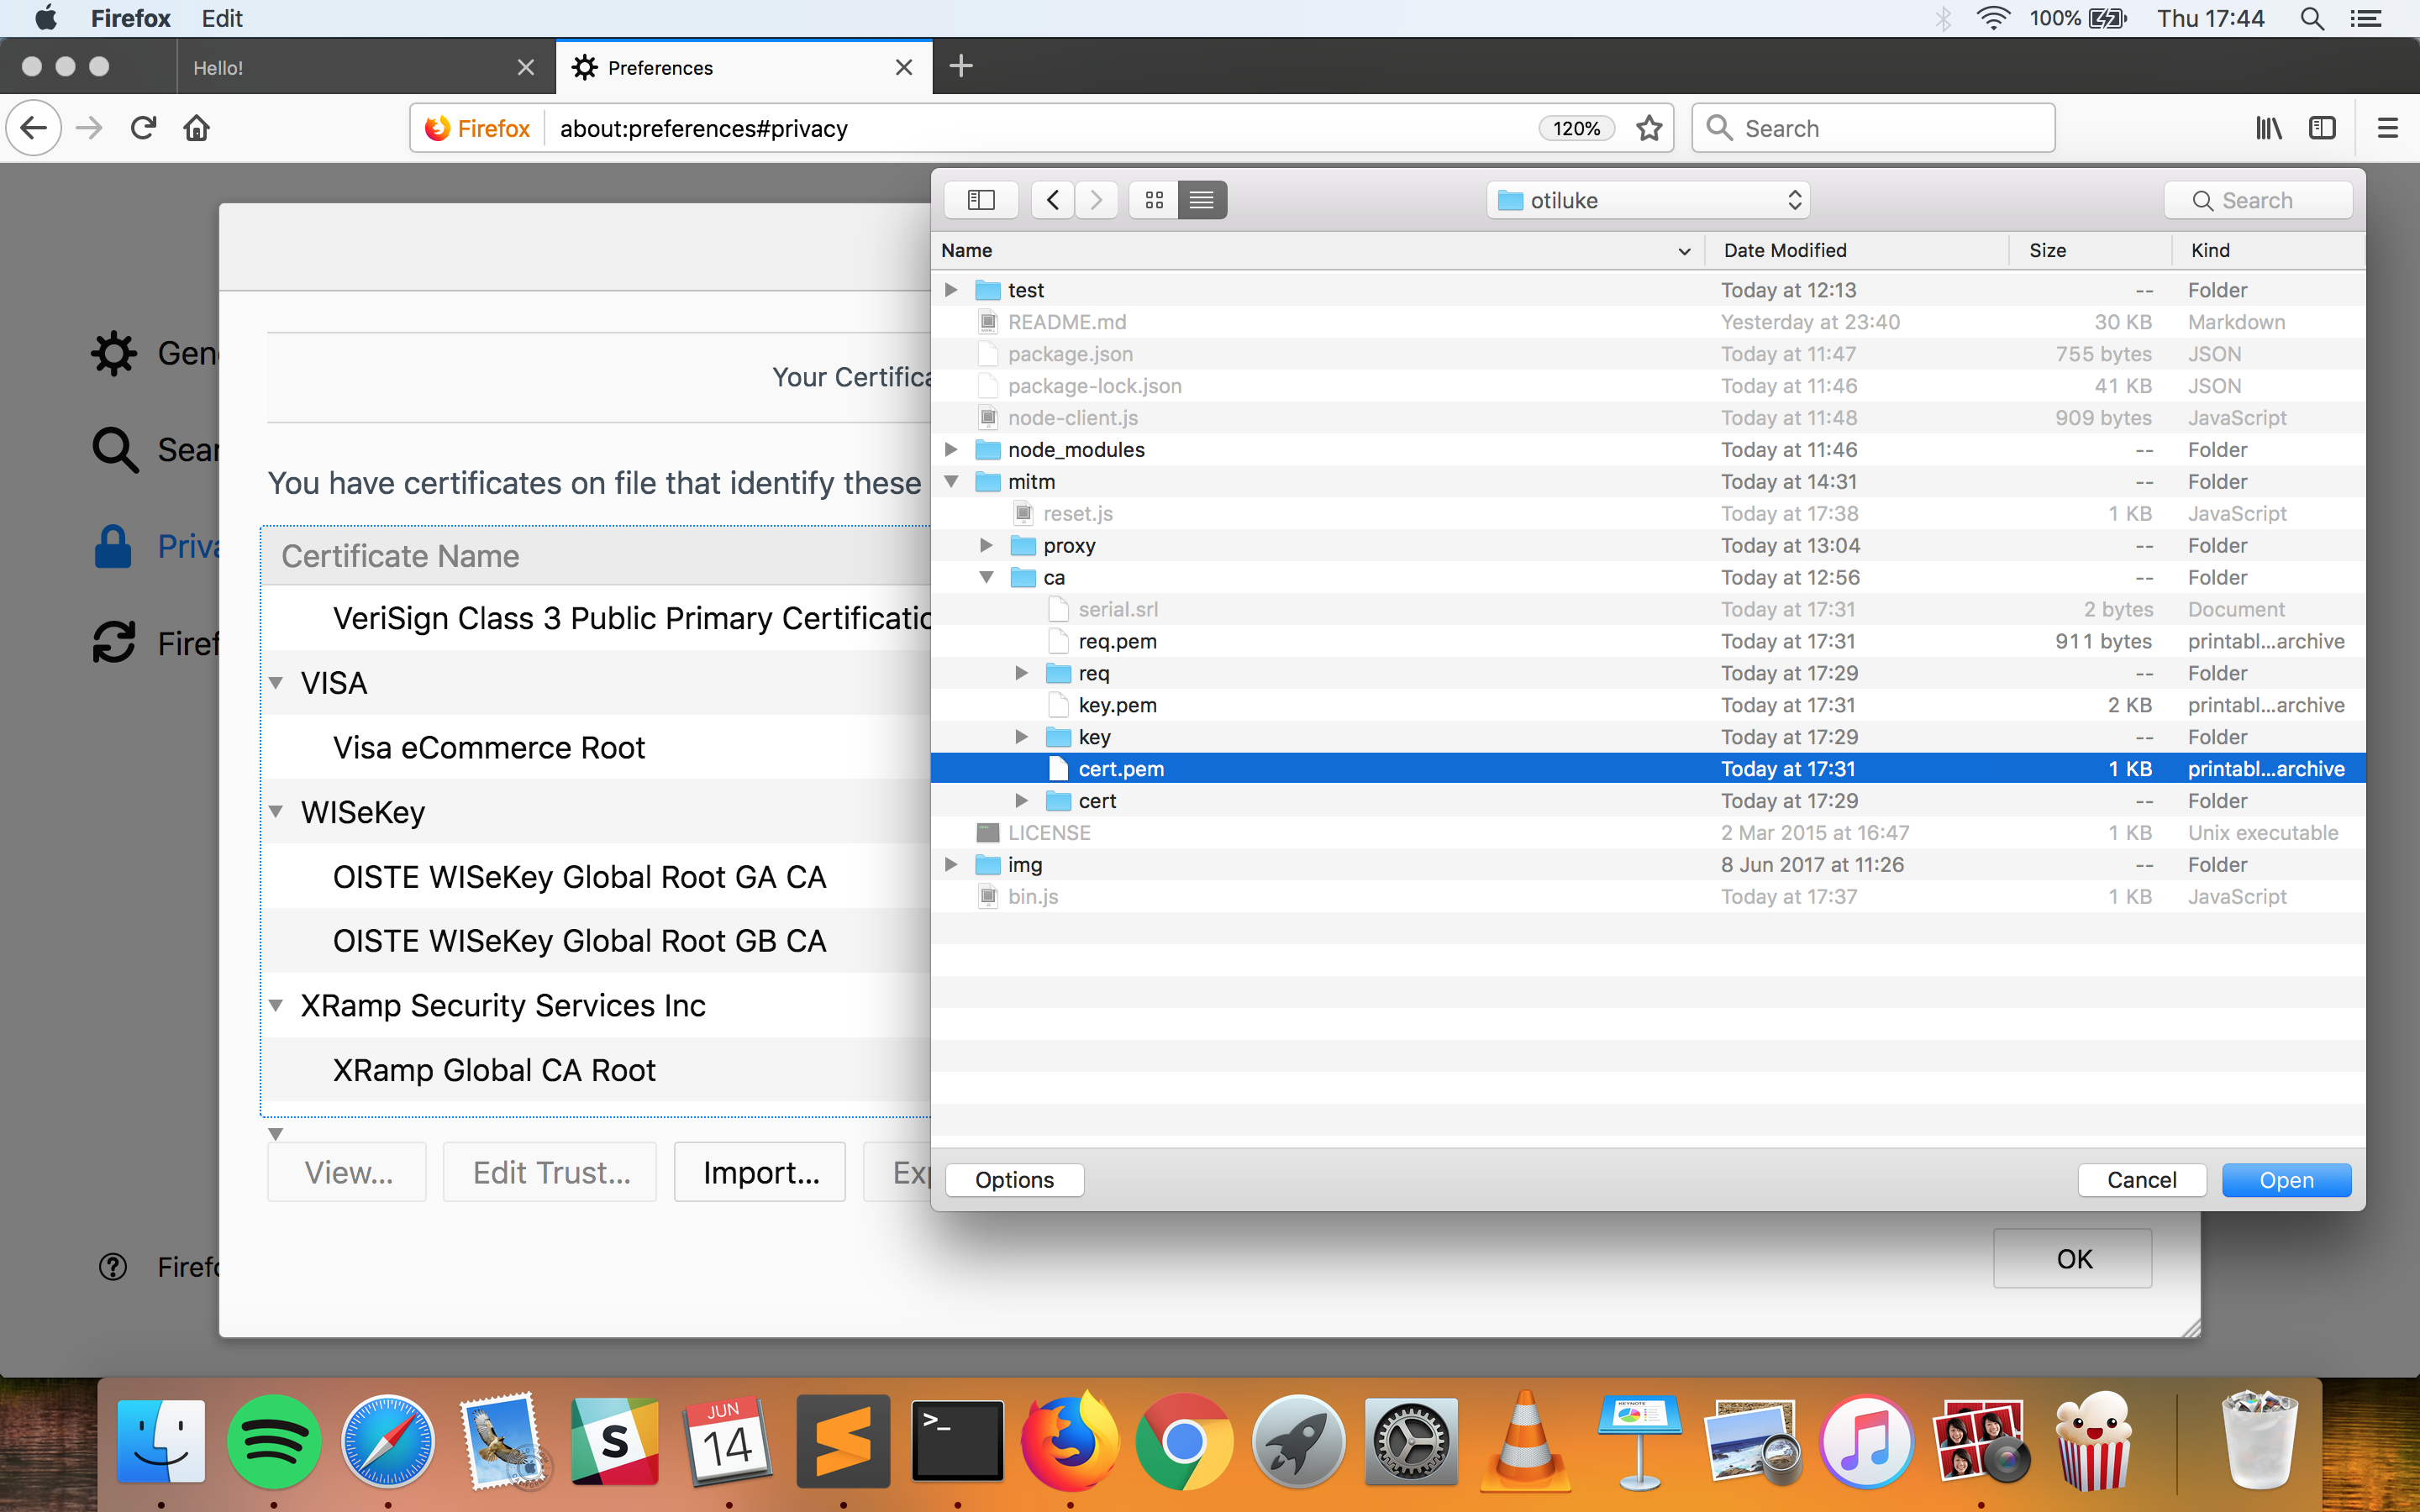 Firefox Edit 100% Thu 17:44
Hello! Preferences
Firefox about:preferences#privacy 120% Search
otiluke Search
Name Date Modified Size Kind
test Today at 12:13 -- Folder
README.md Yesterday at 23:40 30 KB Markdown
package.json Today at 11:47 755 bytes JSON
package-lock.json Today at 11:46 41 KB JSON
node-client.js Today at 11:48 909 bytes JavaScript
node_modules Today at 11:46 -- Folder
mitm Today at 14:31 -- Folder
reset.js Today at 17:38 1 KB JavaScript
proxy Today at 13:04 -- Folder
ca Today at 12:56 -- Folder
serial.srl Today at 17:31 2 bytes Document
req.pem Today at 17:31 911 bytes printabl...archive
req Today at 17:29 -- Folder
key.pem Today at 17:31 2 KB printabl...archive
key Today at 17:29 -- Folder
cert.pem Today at 17:31 1 KB printabl...archive
cert Today at 17:29 -- Folder
LICENSE 2 Mar 2015 at 16:47 1 KB Unix executable
img 8 Jun 2017 at 11:26 -- Folder
bin.js Today at 17:37 1 KB JavaScript
Options Cancel Open
Gen
Sear
Priva
Firef
Firefo
Your Certifica
You have certificates on file that identify these
Certificate Name
VeriSign Class 3 Public Primary Certificatio
VISA
Visa eCommerce Root
WISeKey
OISTE WISeKey Global Root GA CA
OISTE WISeKey Global Root GB CA
XRamp Security Services Inc
XRamp Global CA Root
View... Edit Trust... Import... Exp
OK
JUN
14
S
>_
KEYNOTE